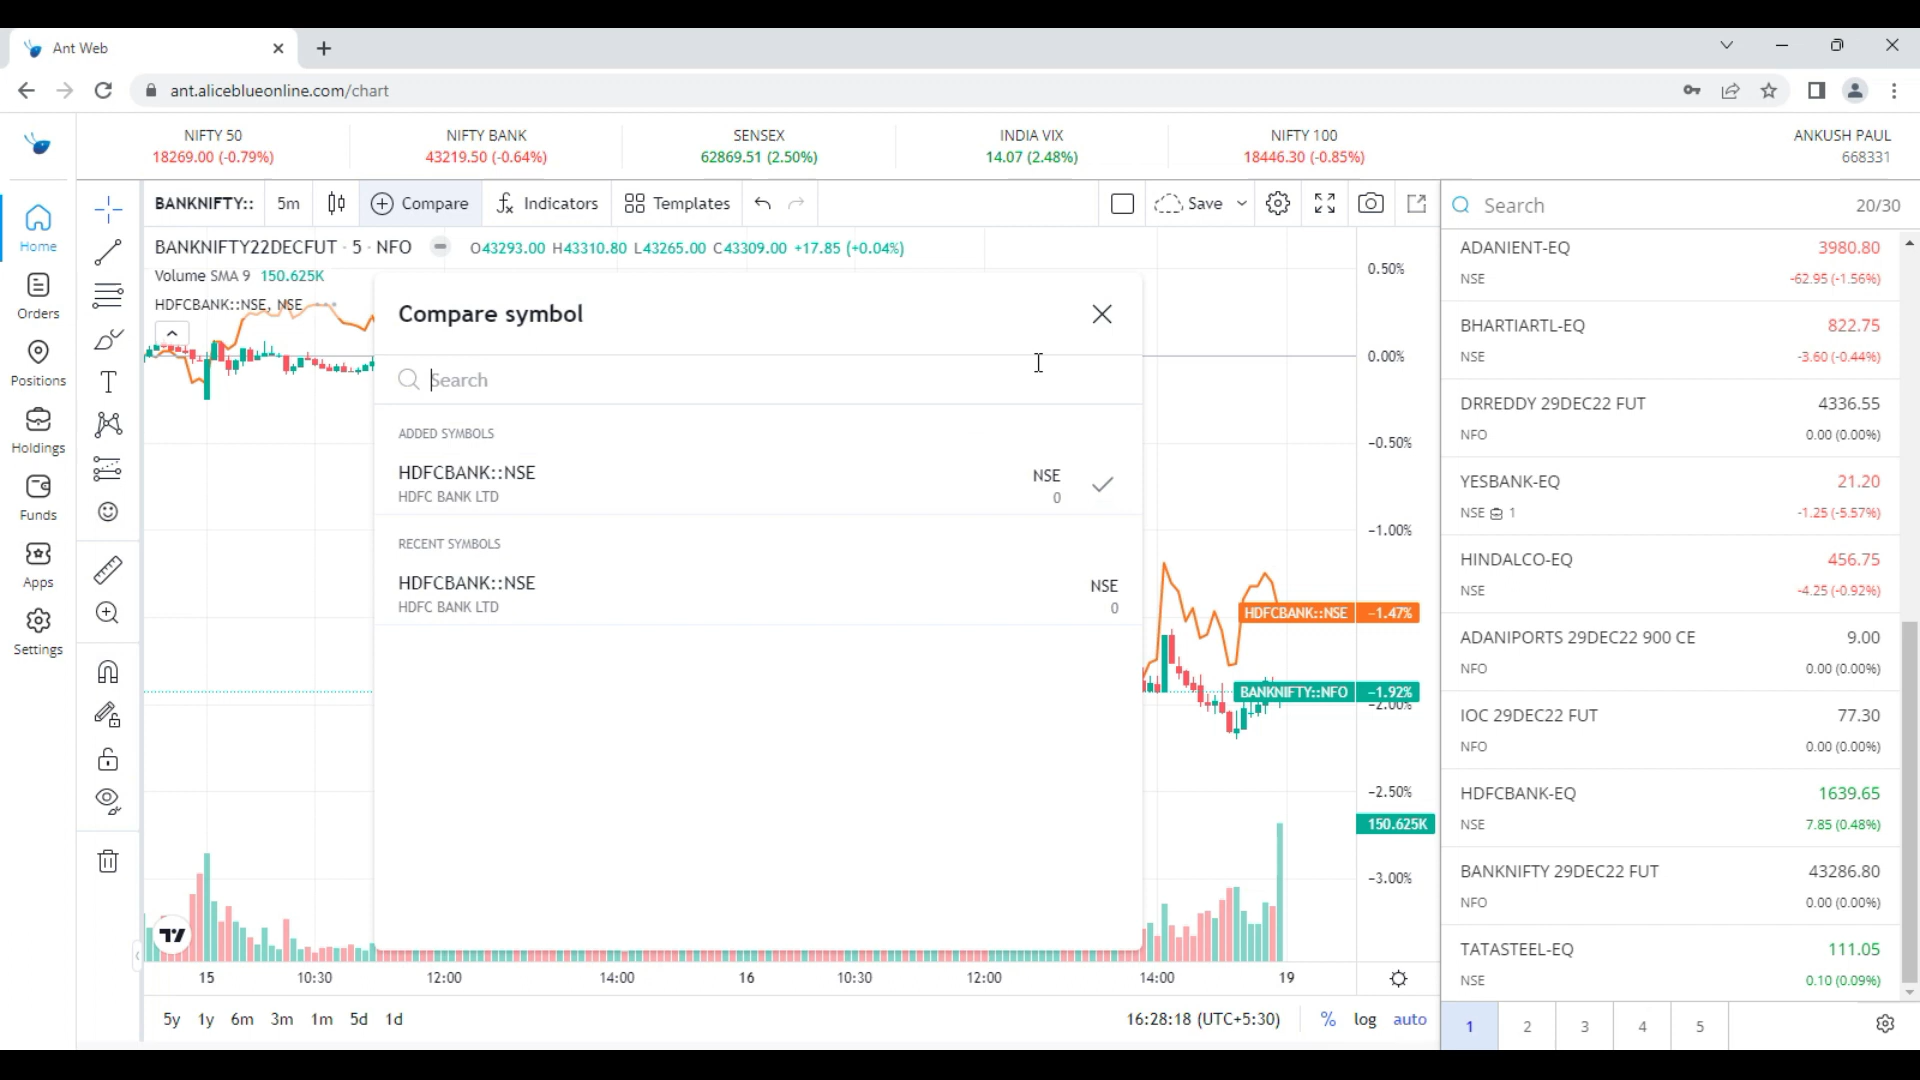 Ant Web
ant.aliceblueonline.com/chart
NIFTY 50
18269.00 (-0.79%)
NIFTY BANK
43219.50 (-0.64%)
SENSEX
62869.51 (2.50%)
INDIA VIX
14.07 (2.48%)
NIFTY 100
18446.30 (-0.85%)
ANKUSH PAUL
668331
Home
Orders
Positions
Holdings
Funds
Apps
Settings
BANKNIFTY:: 5m Compare Indicators Templates Save
BANKNIFTY22DECFUT · 5 · NFO O43293.00 H43310.80 L43265.00 C43309.00 +17.85 (+0.04%)
Volume SMA 9 150.625K
HDFCBANK::NSE, NSE
Compare symbol
Search
ADDED SYMBOLS
HDFCBANK::NSE
HDFC BANK LTD
NSE
0
RECENT SYMBOLS
HDFCBANK::NSE
HDFC BANK LTD
NSE
0
0.50%
0.00%
-0.50%
-1.00%
HDFCBANK::NSE -1.47%
BANKNIFTY::NFO -1.92%
-2.00%
-2.50%
150.625K
-3.00%
15 10:30 12:00 14:00 16 10:30 12:00 14:00 19
5y 1y 6m 3m 1m 5d 1d
16:28:18 (UTC+5:30) % log auto
Search 20/30
ADANIENT-EQ 3980.80
NSE -62.95 (-1.56%)
BHARTIARTL-EQ 822.75
NSE -3.60 (-0.44%)
DRREDDY 29DEC22 FUT 4336.55
NFO 0.00 (0.00%)
YESBANK-EQ 21.20
NSE 1 -1.25 (-5.57%)
HINDALCO-EQ 456.75
NSE -4.25 (-0.92%)
ADANIPORTS 29DEC22 900 CE 9.00
NFO 0.00 (0.00%)
IOC 29DEC22 FUT 77.30
NFO 0.00 (0.00%)
HDFCBANK-EQ 1639.65
NSE 7.85 (0.48%)
BANKNIFTY 29DEC22 FUT 43286.80
NFO 0.00 (0.00%)
TATASTEEL-EQ 111.05
NSE 0.10 (0.09%)
1 2 3 4 5